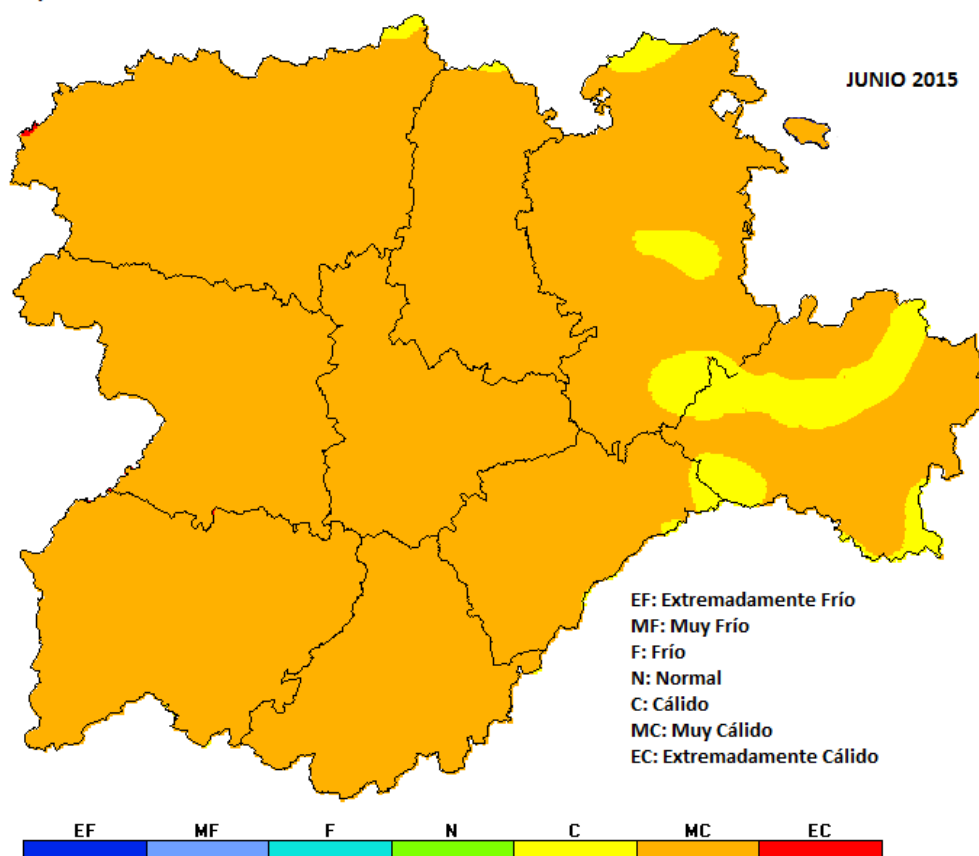 JUNIO 2015
EF: Extremadamente Frío
MF: Muy Frío
F: Frío
N: Normal
C: Cálido
MC: Muy Cálido
EC: Extremadamente Cálido
EF MF F N C MC EC